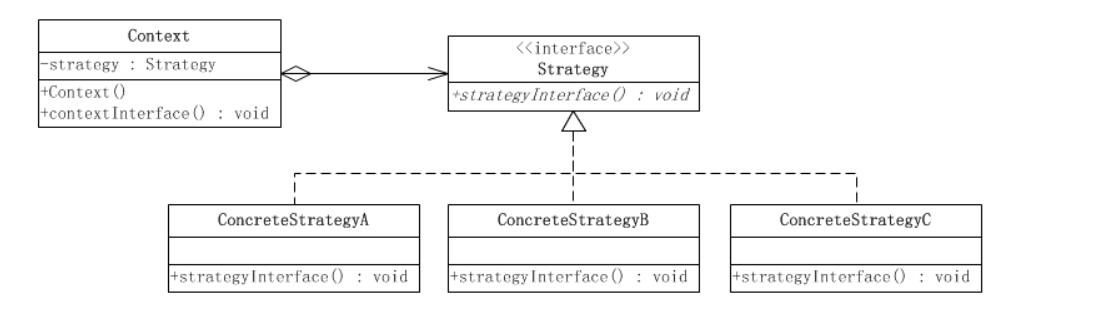 Context
-strategy : Strategy
+Context()
+contextInterface() : void
<<interface>>
Strategy
+strategyInterface() : void
ConcreteStrategyA
+strategyInterface() : void
ConcreteStrategyB
+strategyInterface() : void
ConcreteStrategyC
+strategyInterface() : void